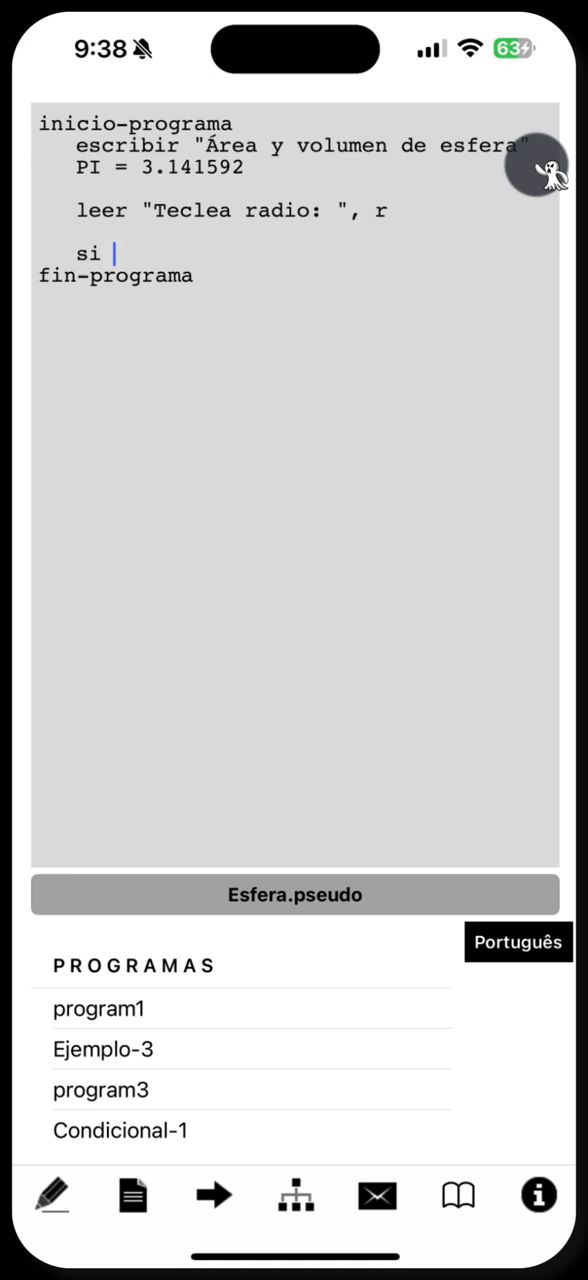 9:38
63
inicio-programa
escribir "Área y volumen de esfera"
PI = 3.141592
leer "Teclea radio: ", r
si
fin-programa
Esfera.pseudo
Português
PROGRAMAS
program1
Ejemplo-3
program3
Condicional-1